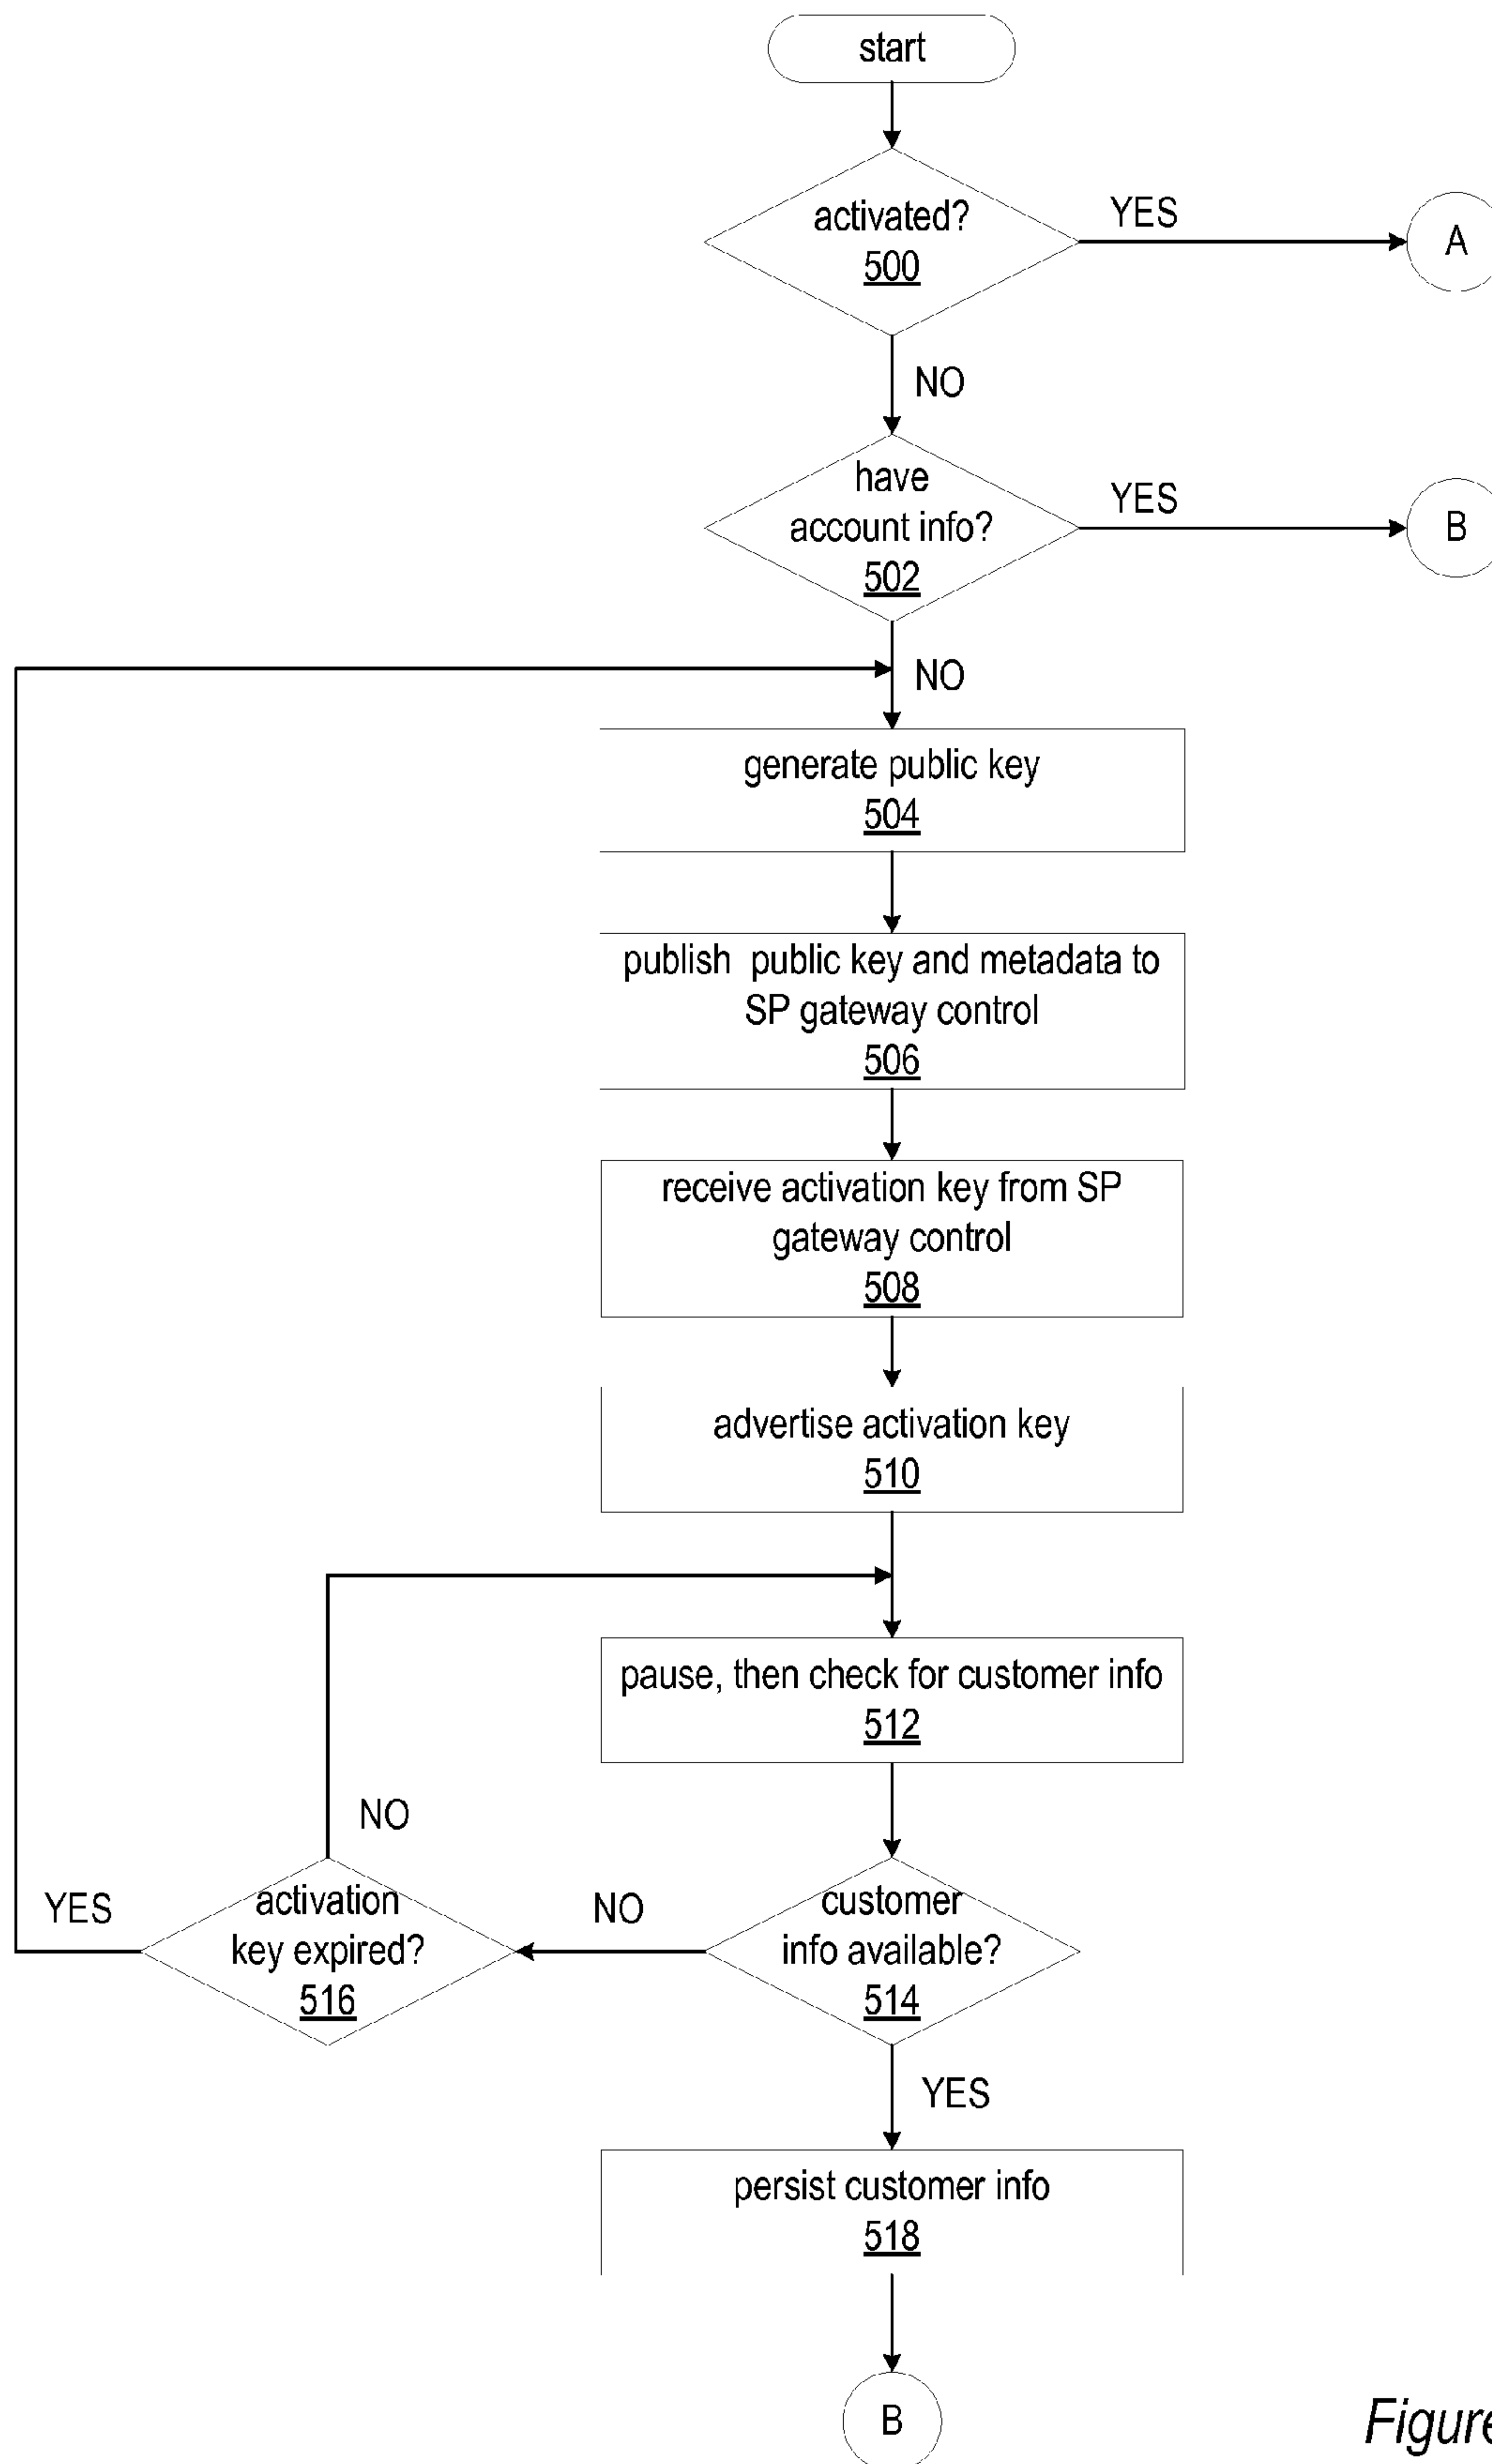 start
activated?
500
YES
A
NO
have
account info?
502
YES
B
NO
generate public key
504
publish public key and metadata to
SP gateway control
506
receive activation key from SP
gateway control
508
advertise activation key
510
pause, then check for customer info
512
NO
YES
activation
key expired?
516
NO
customer
info available?
514
YES
persist customer info
518
B
Figure